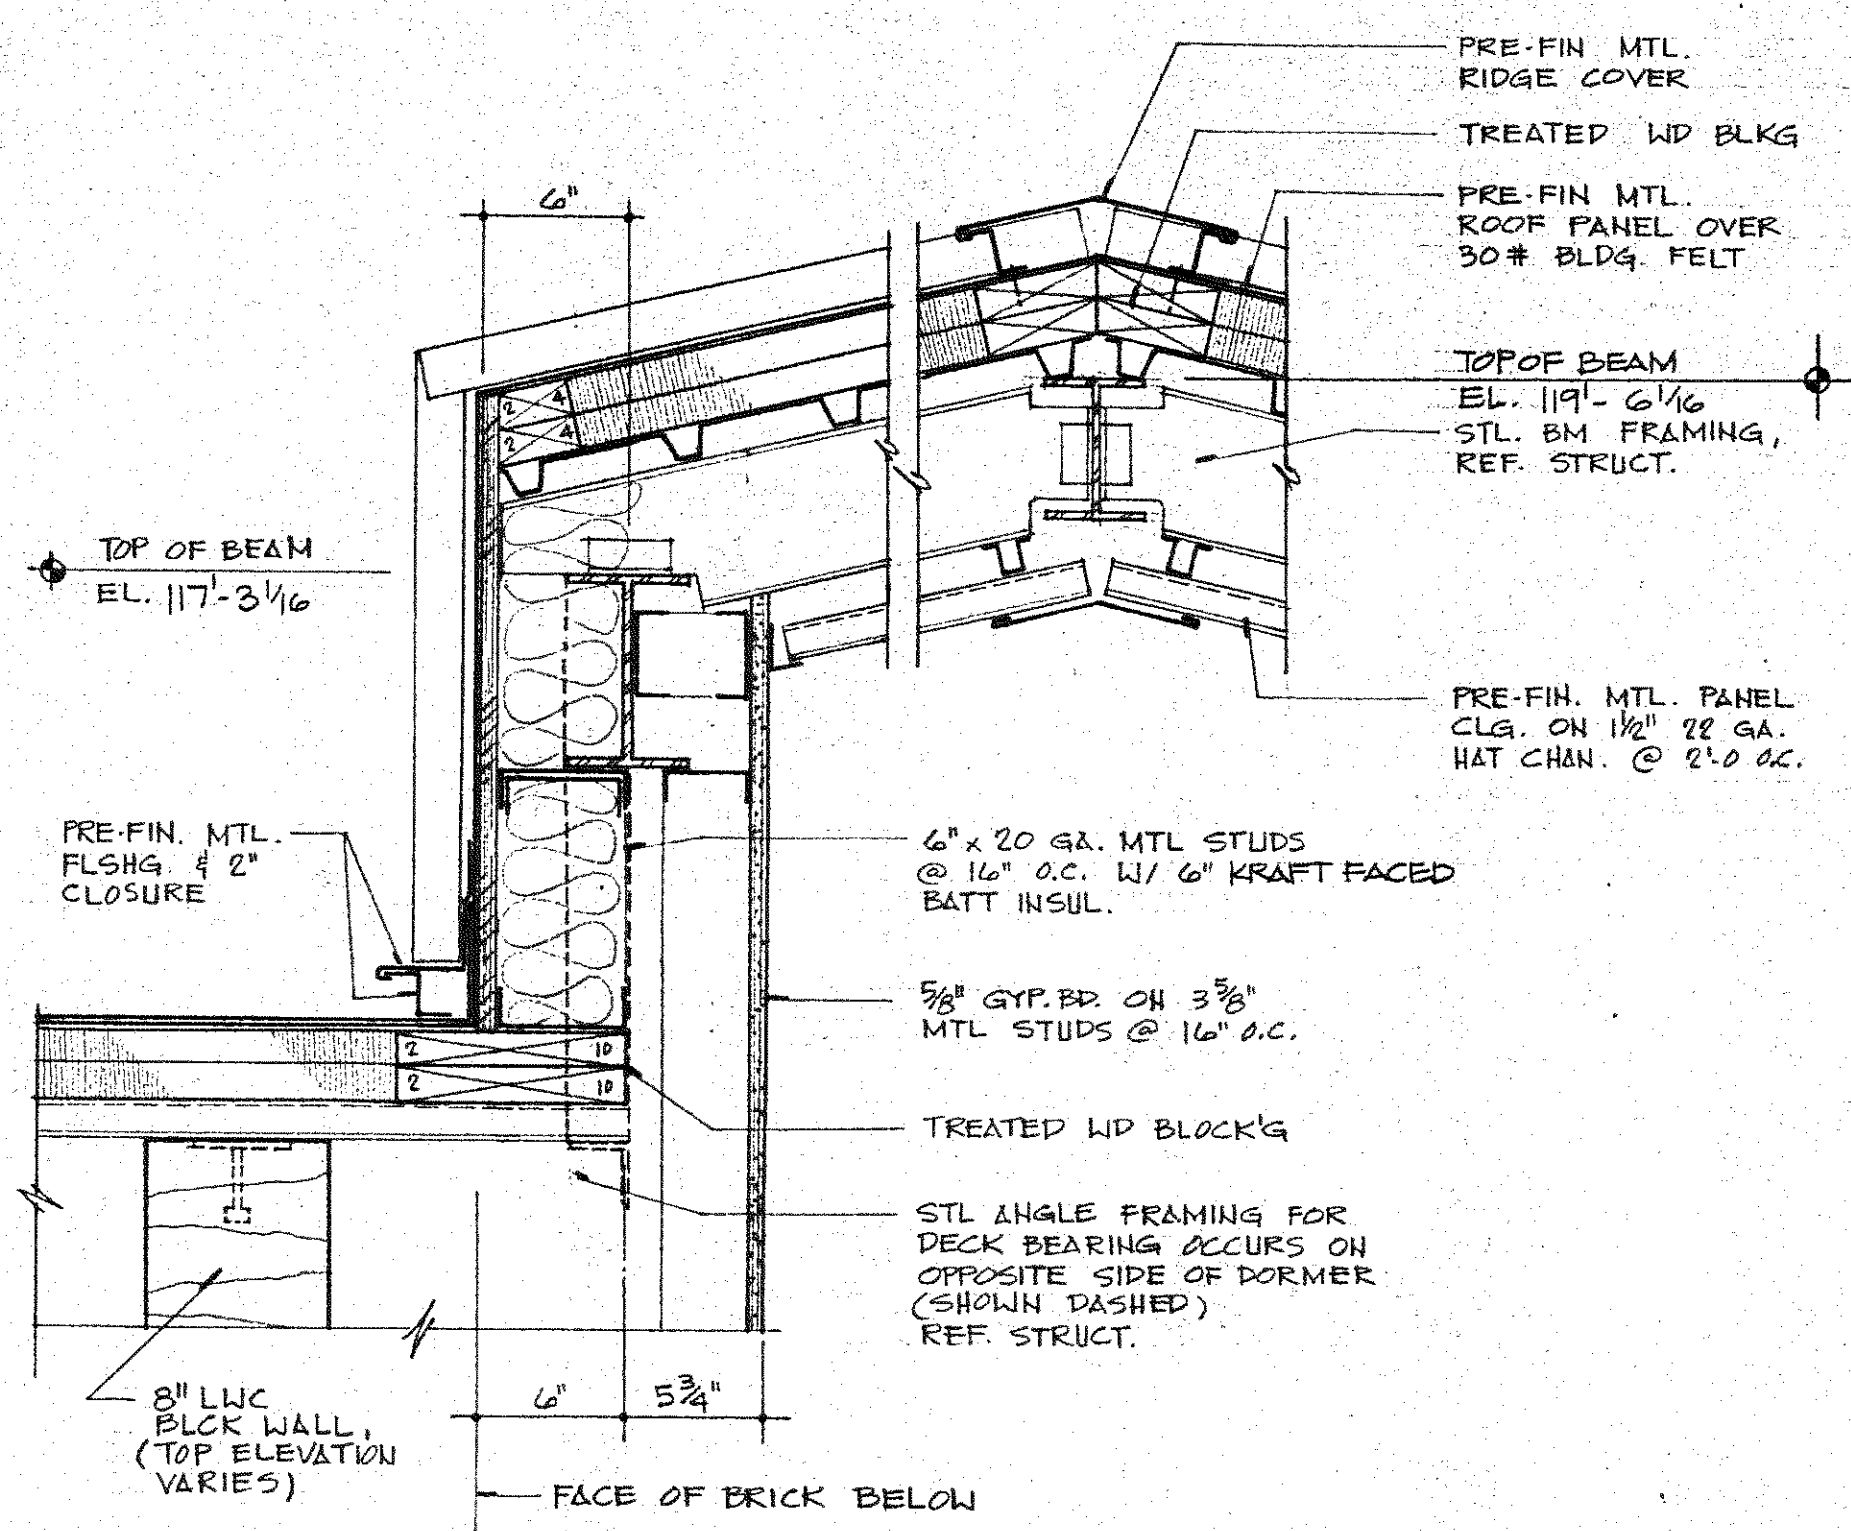 PRE-FIN MTL.
RIDGE COVER
TREATED WD BLKG
PRE-FIN MTL.
ROOF PANEL OVER
30# BLDG. FELT
6"
TOP OF BEAM
EL. 119'- 6 1/16
STL. BM FRAMING,
REF. STRUCT.
2 4
2 4
TOP OF BEAM
EL. 117'-3 1/16
PRE-FIN. MTL. PANEL
CLG. ON 1 1/2" 22 GA.
HAT CHAN. @ 2'-0 O.C.
PRE-FIN. MTL.
FLSHG. & 2"
CLOSURE
6" x 20 GA. MTL STUDS
@ 16" O.C. W/ 6" KRAFT FACED
BATT INSUL.
5/8" GYP. BD. ON 3 5/8"
MTL STUDS @ 16" O.C.
2 10
2 10
TREATED WD BLOCK'G
STL ANGLE FRAMING FOR
DECK BEARING OCCURS ON
OPPOSITE SIDE OF DORMER
(SHOWN DASHED)
REF. STRUCT.
8" LWC
BLCK WALL,
(TOP ELEVATION
VARIES)
6" 5 3/4"
FACE OF BRICK BELOW